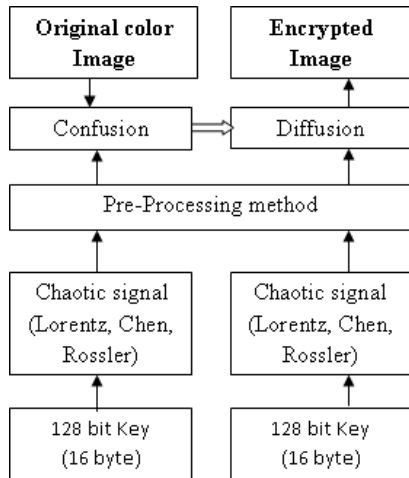 Original color
Image
Encrypted
Image
Confusion
Diffusion
Pre-Processing method
Chaotic signal
(Lorentz, Chen,
Rossler)
Chaotic signal
(Lorentz, Chen,
Rossler)
128 bit Key
(16 byte)
128 bit Key
(16 byte)